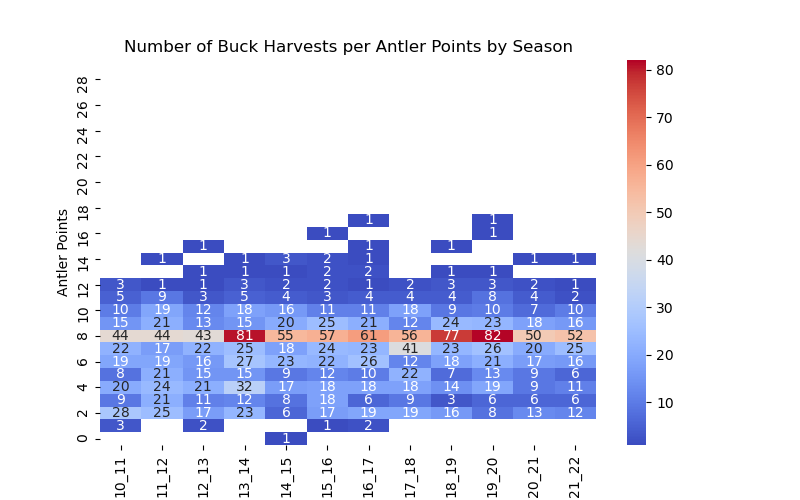 Number of Buck Harvests per Antler Points by Season
Antler Points
28
26
24
22
20
18
1 1
16 1 1
1 1 1
14 1 1 3 2 1 1 1
1 1 1 2 2 1 1
12 3 1 1 3 2 2 1 2 3 3 2 1
5 9 3 5 4 3 4 4 4 8 4 2
10 10 19 12 18 16 11 11 18 9 10 7 10
15 21 13 15 20 25 21 12 24 23 18 16
8 44 44 43 81 55 57 61 56 77 82 50 52
22 17 22 25 18 24 23 41 23 26 20 25
6 19 19 16 27 23 22 26 12 18 21 17 16
8 21 15 15 9 12 10 22 7 13 9 6
4 20 24 21 32 17 18 18 18 14 19 9 11
9 21 11 12 8 18 6 9 3 6 6 6
2 28 25 17 23 6 17 19 19 16 8 13 12
3 2 1 2
0 1
10_11 11_12 12_13 13_14 14_15 15_16 16_17 17_18 18_19 19_20 20_21 21_22
80
70
60
50
40
30
20
10